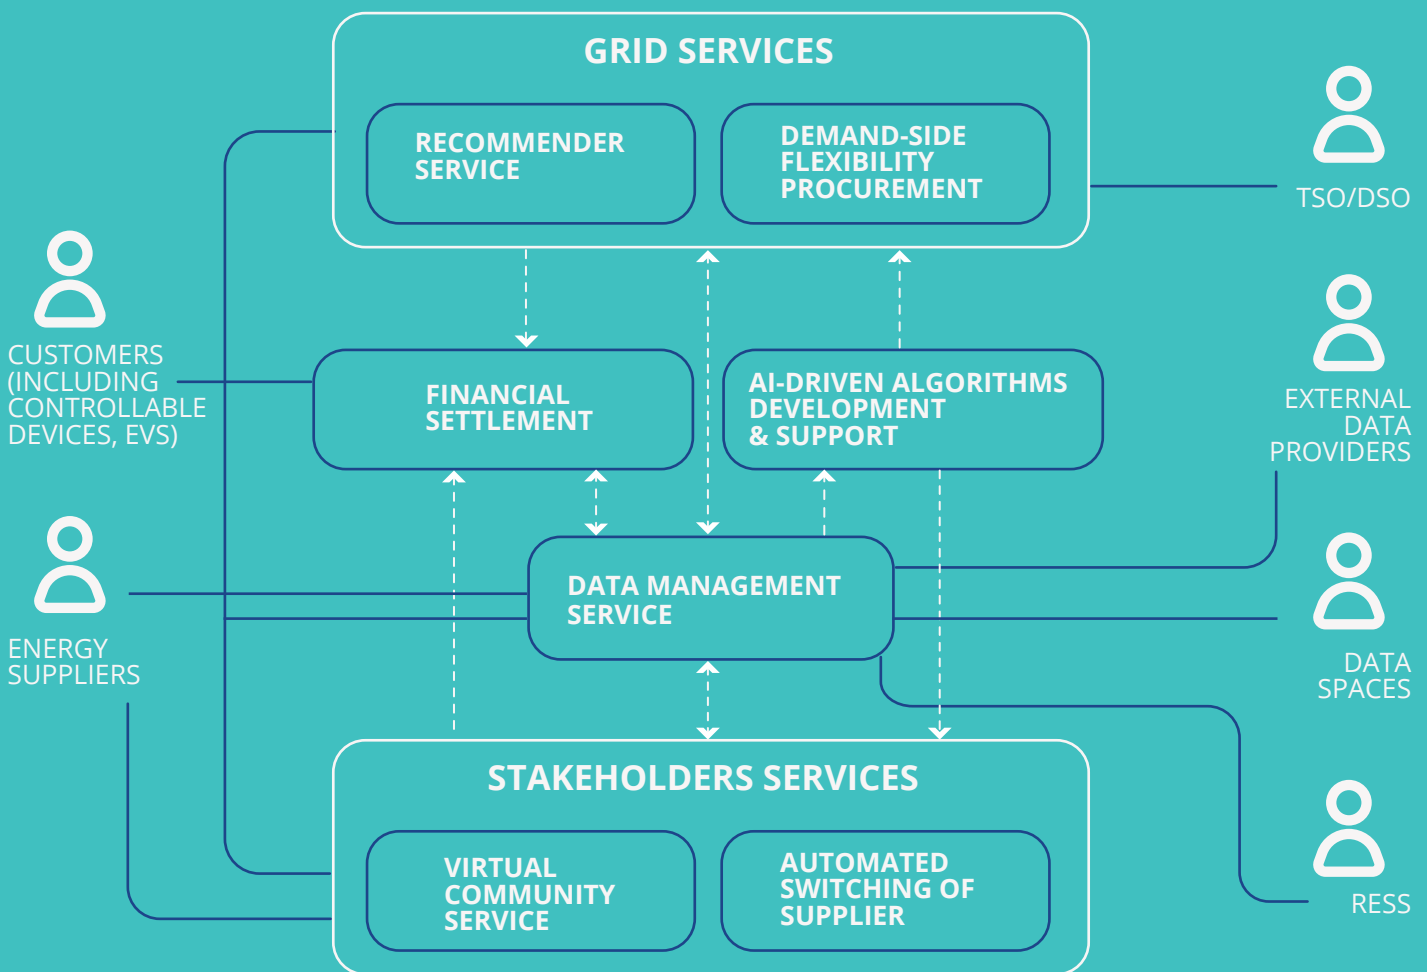 GRID SERVICES
RECOMMENDER
SERVICE
DEMAND-SIDE
FLEXIBILITY
PROCUREMENT
TSO/DSO
CUSTOMERS
(INCLUDING
CONTROLLABLE
DEVICES, EVS)
FINANCIAL
SETTLEMENT
AI-DRIVEN ALGORITHMS
DEVELOPMENT
& SUPPORT
EXTERNAL
DATA
PROVIDERS
DATA MANAGEMENT
SERVICE
ENERGY
SUPPLIERS
DATA
SPACES
STAKEHOLDERS SERVICES
VIRTUAL
COMMUNITY
SERVICE
AUTOMATED
SWITCHING OF
SUPPLIER
RESS